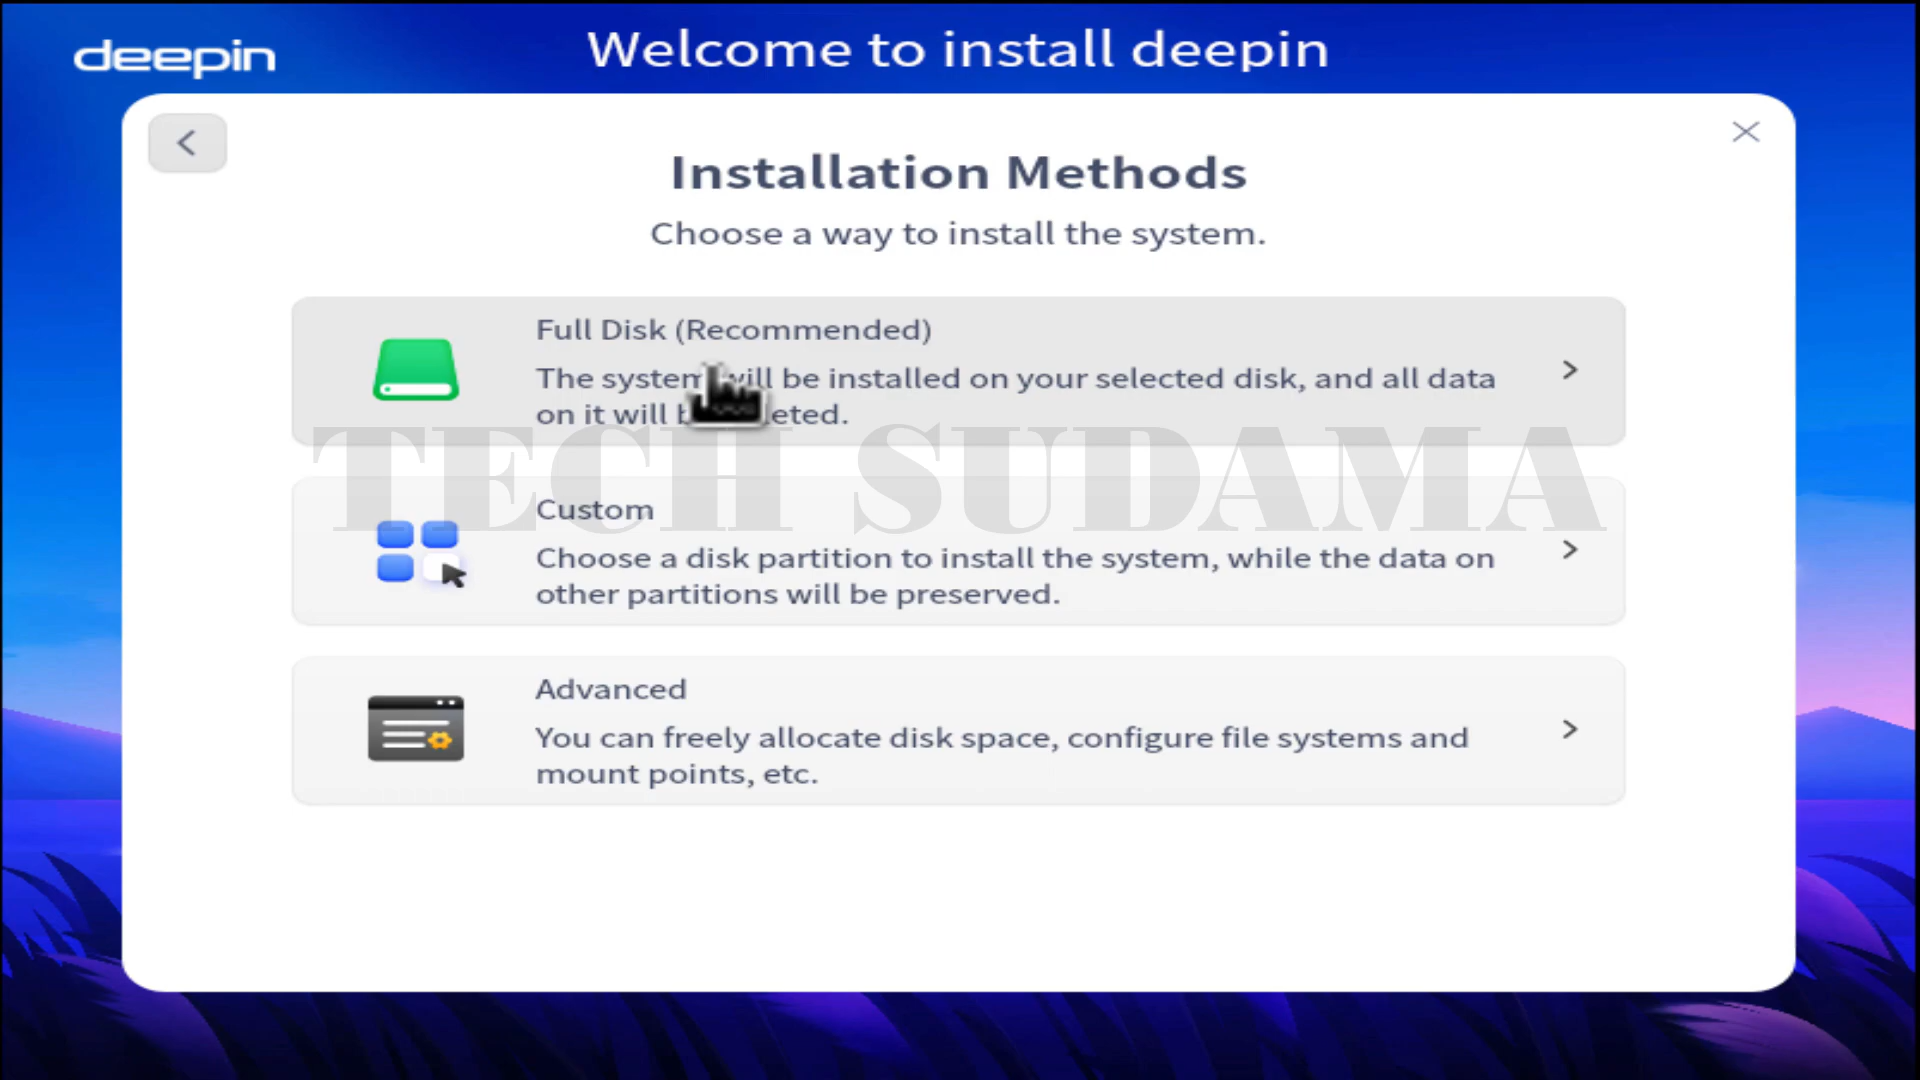 deepin
Welcome to install deepin
Installation Methods
Choose a way to install the system.
Full Disk (Recommended)
The system will be installed on your selected disk, and all data
on it will be deleted.
TECH SUDAMA
Custom
Choose a disk partition to install the system, while the data on
other partitions will be preserved.
Advanced
You can freely allocate disk space, configure file systems and
mount points, etc.